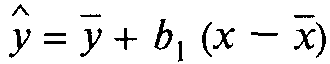 ŷ = y̅ + b₁ (x − x̅)